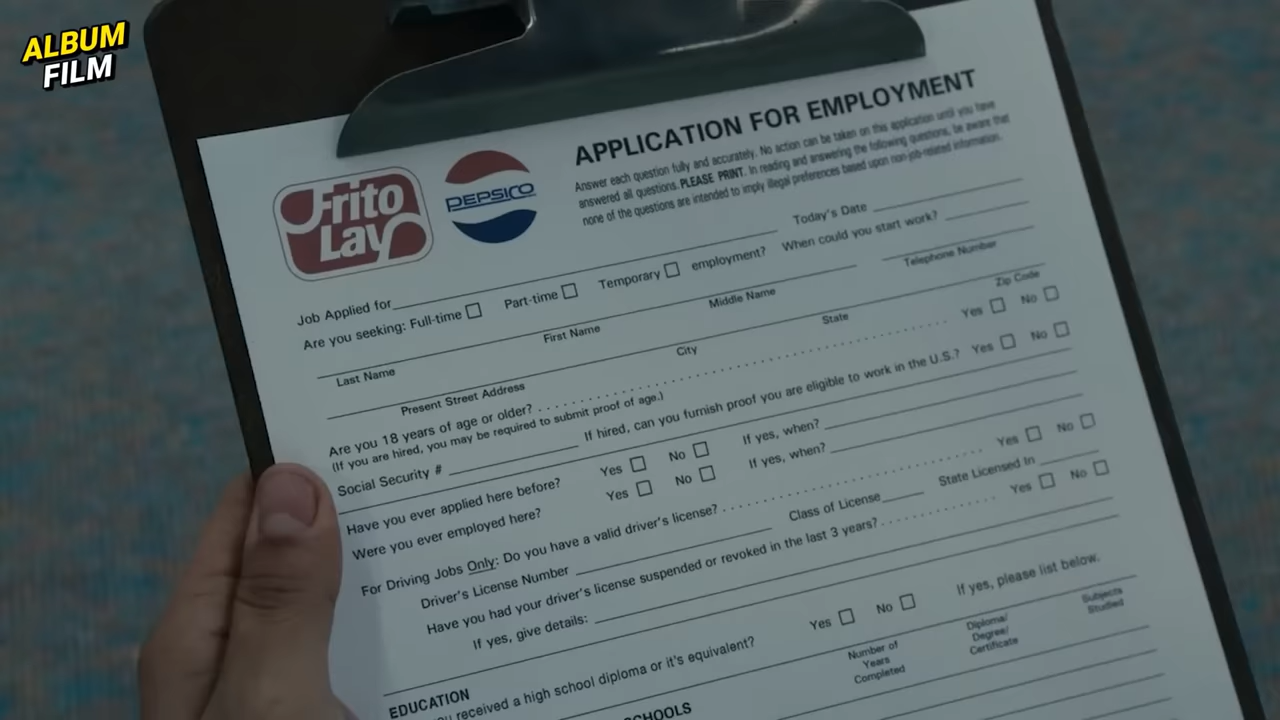 ALBUM
FILM
Frito
Lay
PEPSICO
APPLICATION FOR EMPLOYMENT
Answer each question fully and accurately. No action can be taken on this application until you have
answered all questions. PLEASE PRINT. In reading and answering the following questions, be aware that
none of the questions are intended to imply illegal preferences based upon non-job-related information.
Job Applied for Today's Date
Are you seeking: Full-time Part-time Temporary employment? When could you start work?
Last Name First Name Middle Name Telephone Number
Present Street Address City State Zip Code
Are you 18 years of age or older? Yes No
(If you are hired, you may be required to submit proof of age.)
Social Security # If hired, can you furnish proof you are eligible to work in the U.S.? Yes No
Have you ever applied here before? Yes No If yes, when?
Were you ever employed here? Yes No If yes, when?
For Driving Jobs Only: Do you have a valid driver's license? Yes No
Driver's License Number Class of License State Licensed In
Have you had your driver's license suspended or revoked in the last 3 years? Yes No
If yes, give details:
EDUCATION
you received a high school diploma or it's equivalent? Yes No If yes, please list below.
SCHOOLS
Number of
Years
Completed
Diploma/
Degree/
Certificate
Subjects
Studied